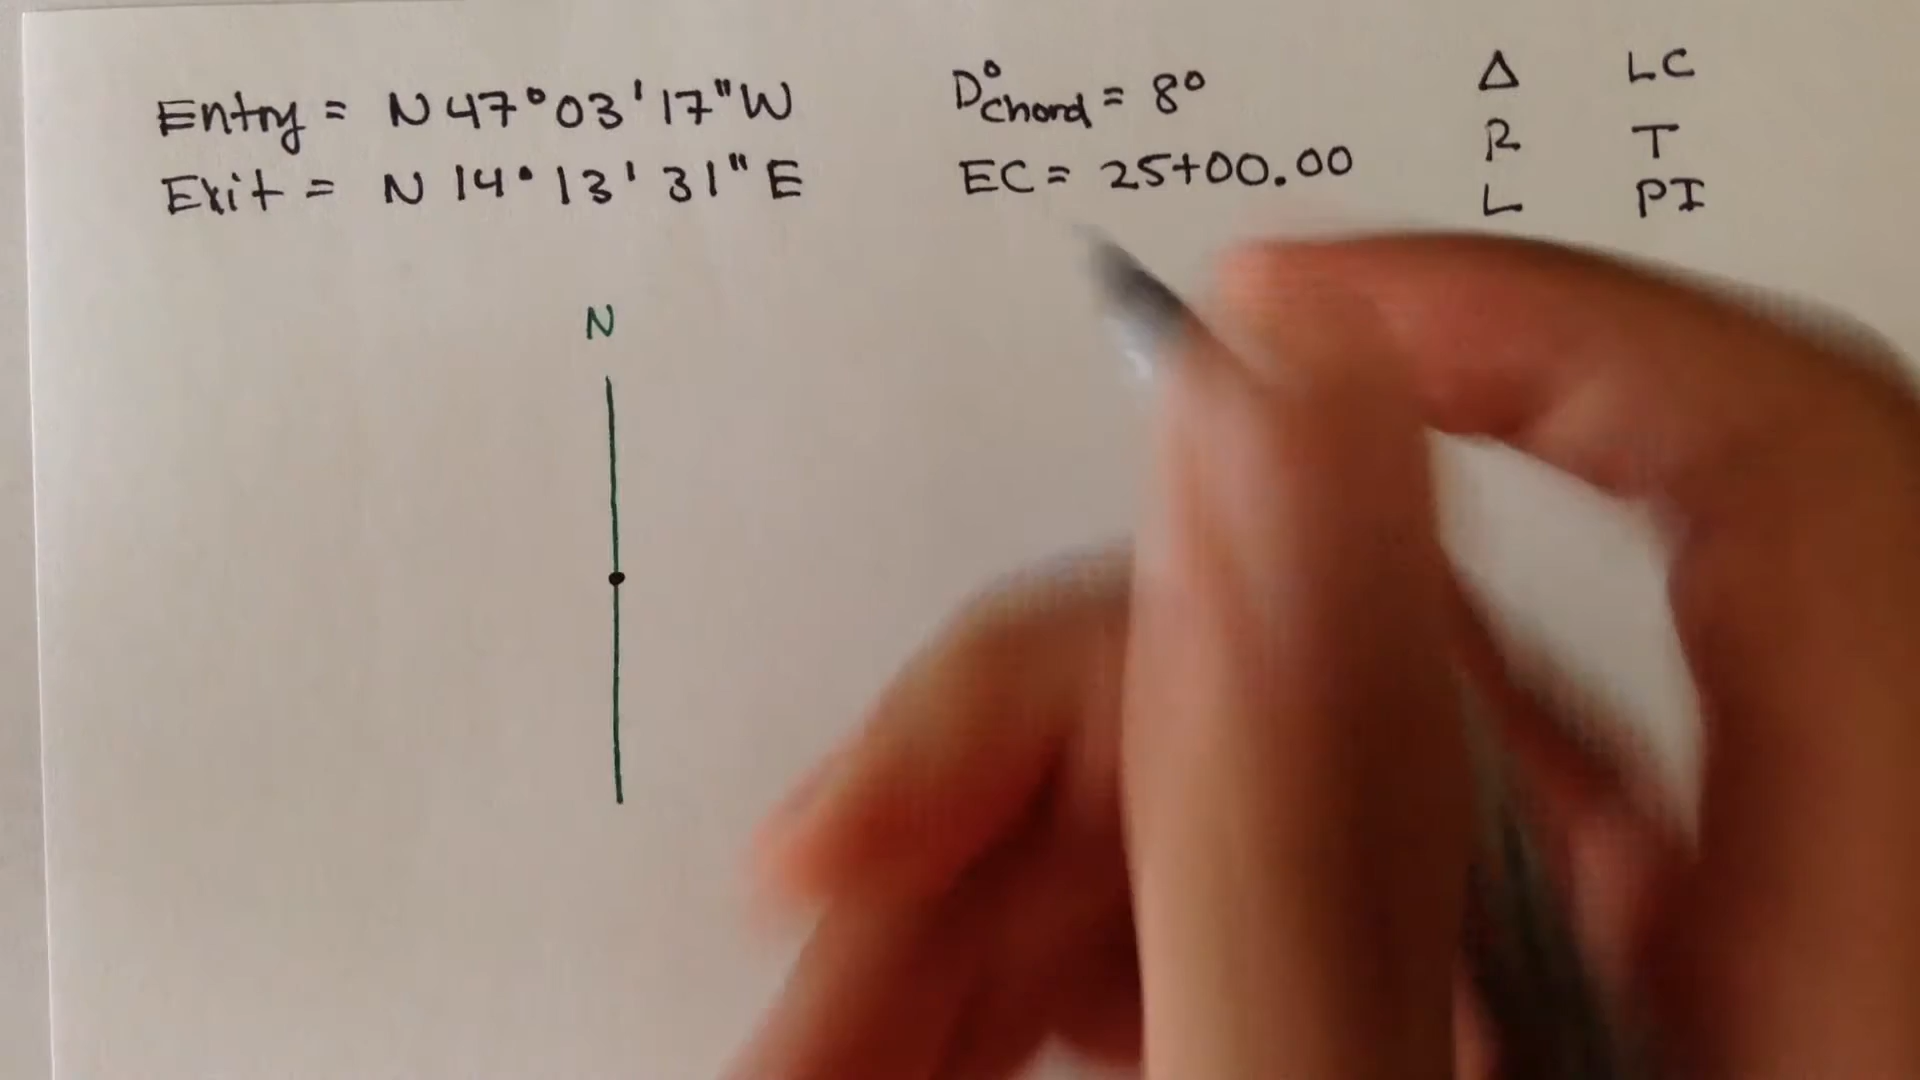 Entry = N 47°03'17"W
Exit = N 14°13'31"E
D°chord = 8°
EC = 25+00.00
Δ LC
R T
L PI
N